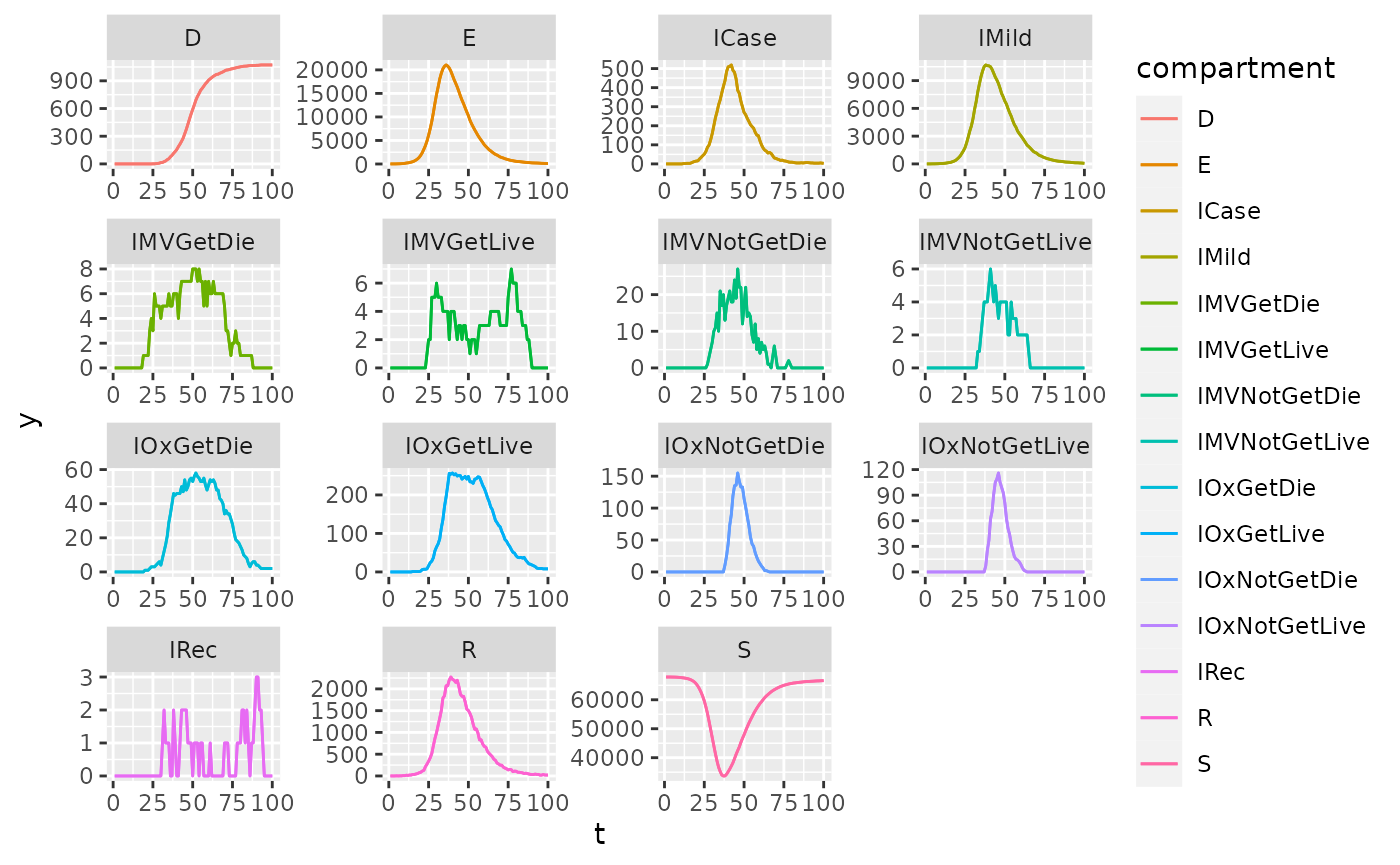 D E ICase IMild
900
600
300
0
20000
15000
10000
5000
0
500
400
300
200
100
0
9000
6000
3000
0
0 25 50 75 100 0 25 50 75 100 0 25 50 75 100 0 25 50 75 100
IMVGetDie IMVGetLive IMVNotGetDie IMVNotGetLive
8
6
4
2
0
6
4
2
0
20
10
0
6
4
2
0
0 25 50 75 100 0 25 50 75 100 0 25 50 75 100 0 25 50 75 100
IOxGetDie IOxGetLive IOxNotGetDie IOxNotGetLive
60
40
20
0
200
100
0
150
100
50
0
120
90
60
30
0
0 25 50 75 100 0 25 50 75 100 0 25 50 75 100 0 25 50 75 100
IRec R S
3
2
1
0
2000
1500
1000
500
0
60000
50000
40000
0 25 50 75 100 0 25 50 75 100 0 25 50 75 100
t
y
compartment
D
E
ICase
IMild
IMVGetDie
IMVGetLive
IMVNotGetDie
IMVNotGetLive
IOxGetDie
IOxGetLive
IOxNotGetDie
IOxNotGetLive
IRec
R
S